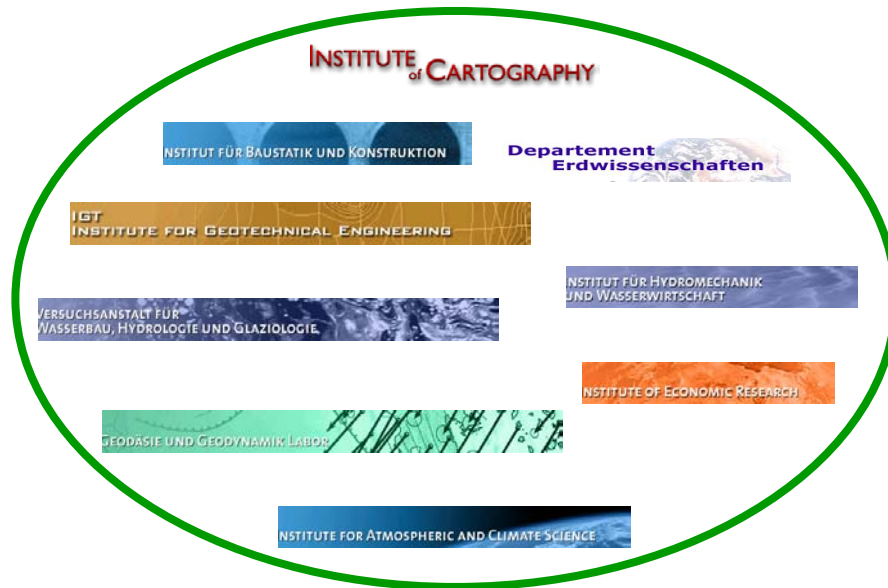 INSTITUTE
of CARTOGRAPHY
INSTITUT FÜR BAUSTATIK UND KONSTRUKTION
Departement
Erdwissenschaften
IGT
INSTITUTE FOR GEOTECHNICAL ENGINEERING
INSTITUT FÜR HYDROMECHANIK
UND WASSERWIRTSCHAFT
VERSUCHSANSTALT FÜR
WASSERBAU, HYDROLOGIE UND GLAZIOLOGIE
INSTITUTE OF ECONOMIC RESEARCH
GEODÄSIE UND GEODYNAMIK LABOR
INSTITUTE FOR ATMOSPHERIC AND CLIMATE SCIENCE